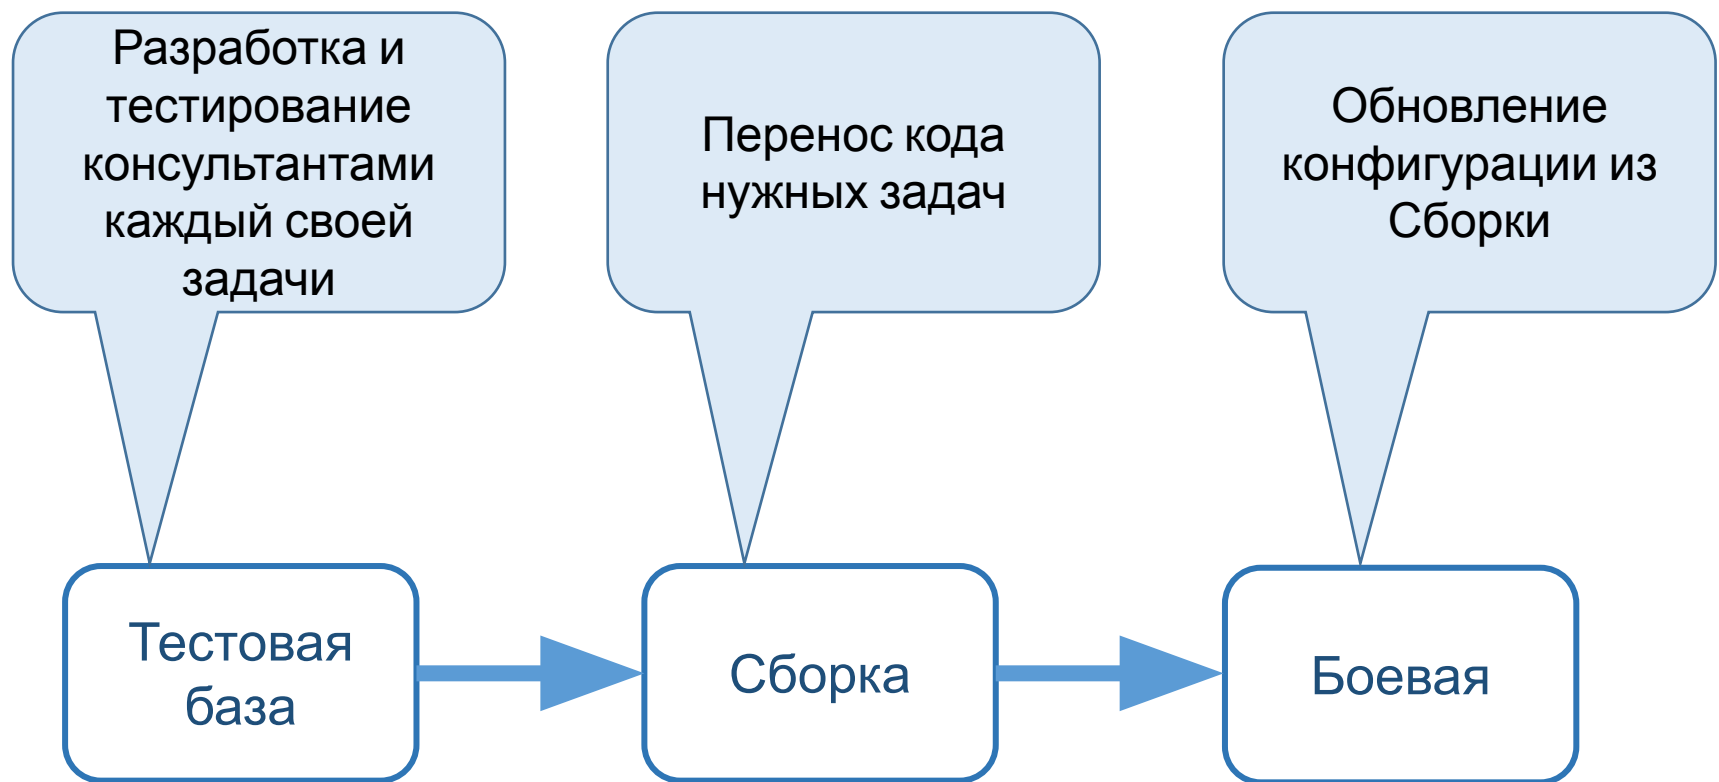 Разработка и
тестирование
консультантами
каждый своей
задачи
Перенос кода
нужных задач
Обновление
конфигурации из
Сборки
Тестовая
база
Сборка
Боевая